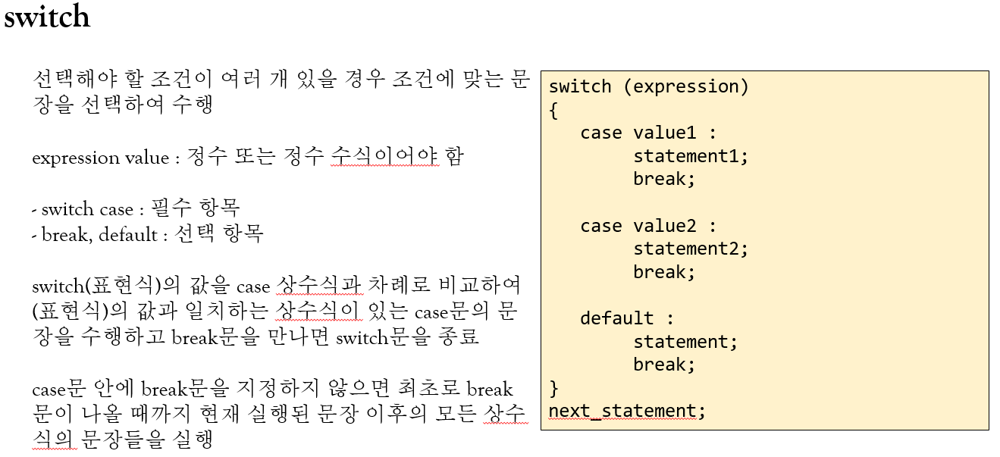 switch
선택해야 할 조건이 여러 개 있을 경우 조건에 맞는 문
장을 선택하여 수행
expression value : 정수 또는 정수 수식이어야 함
- switch case : 필수 항목
- break, default : 선택 항목
switch(표현식)의 값을 case 상수식과 차례로 비교하여
(표현식)의 값과 일치하는 상수식이 있는 case문의 문
장을 수행하고 break문을 만나면 switch문을 종료
case문 안에 break문을 지정하지 않으면 최초로 break
문이 나올 때까지 현재 실행된 문장 이후의 모든 상수
식의 문장들을 실행
switch (expression)
{
case value1 :
statement1;
break;
case value2 :
statement2;
break;
default :
statement;
break;
}
next_statement;